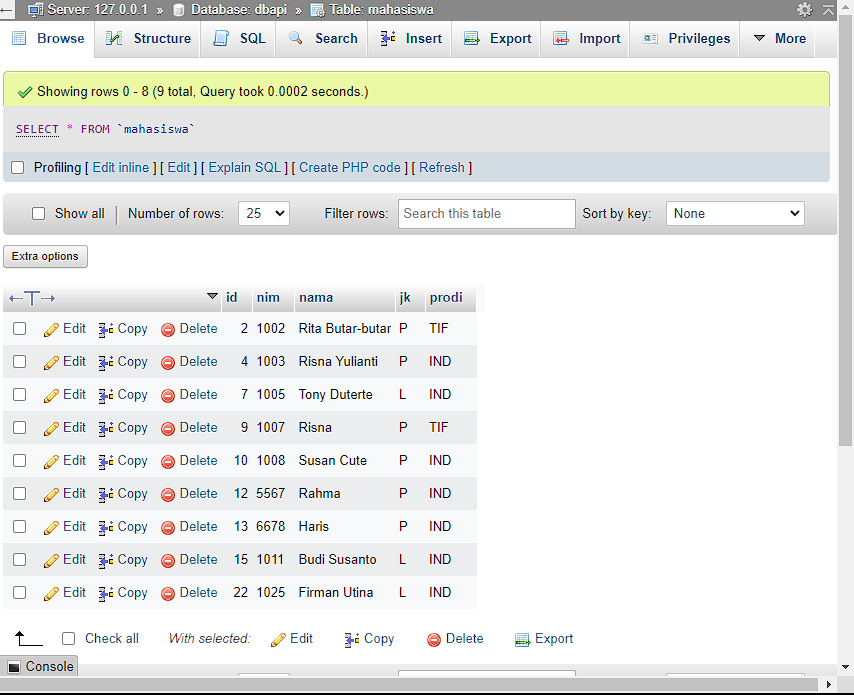 Server: 127.0.0.1 » Database: dbapi » Table: mahasiswa
Browse Structure SQL Search Insert Export Import Privileges More
Showing rows 0 - 8 (9 total, Query took 0.0002 seconds.)
SELECT * FROM `mahasiswa`
Profiling [ Edit inline ] [ Edit ] [ Explain SQL ] [ Create PHP code ] [ Refresh ]
Show all Number of rows: 25 Filter rows: Search this table Sort by key: None
Extra options
id nim nama jk prodi
Edit Copy Delete 2 1002 Rita Butar-butar P TIF
Edit Copy Delete 4 1003 Risna Yulianti P IND
Edit Copy Delete 7 1005 Tony Duterte L IND
Edit Copy Delete 9 1007 Risna P TIF
Edit Copy Delete 10 1008 Susan Cute P IND
Edit Copy Delete 12 5567 Rahma P IND
Edit Copy Delete 13 6678 Haris P IND
Edit Copy Delete 15 1011 Budi Susanto L IND
Edit Copy Delete 22 1025 Firman Utina L IND
Check all With selected: Edit Copy Delete Export
Console